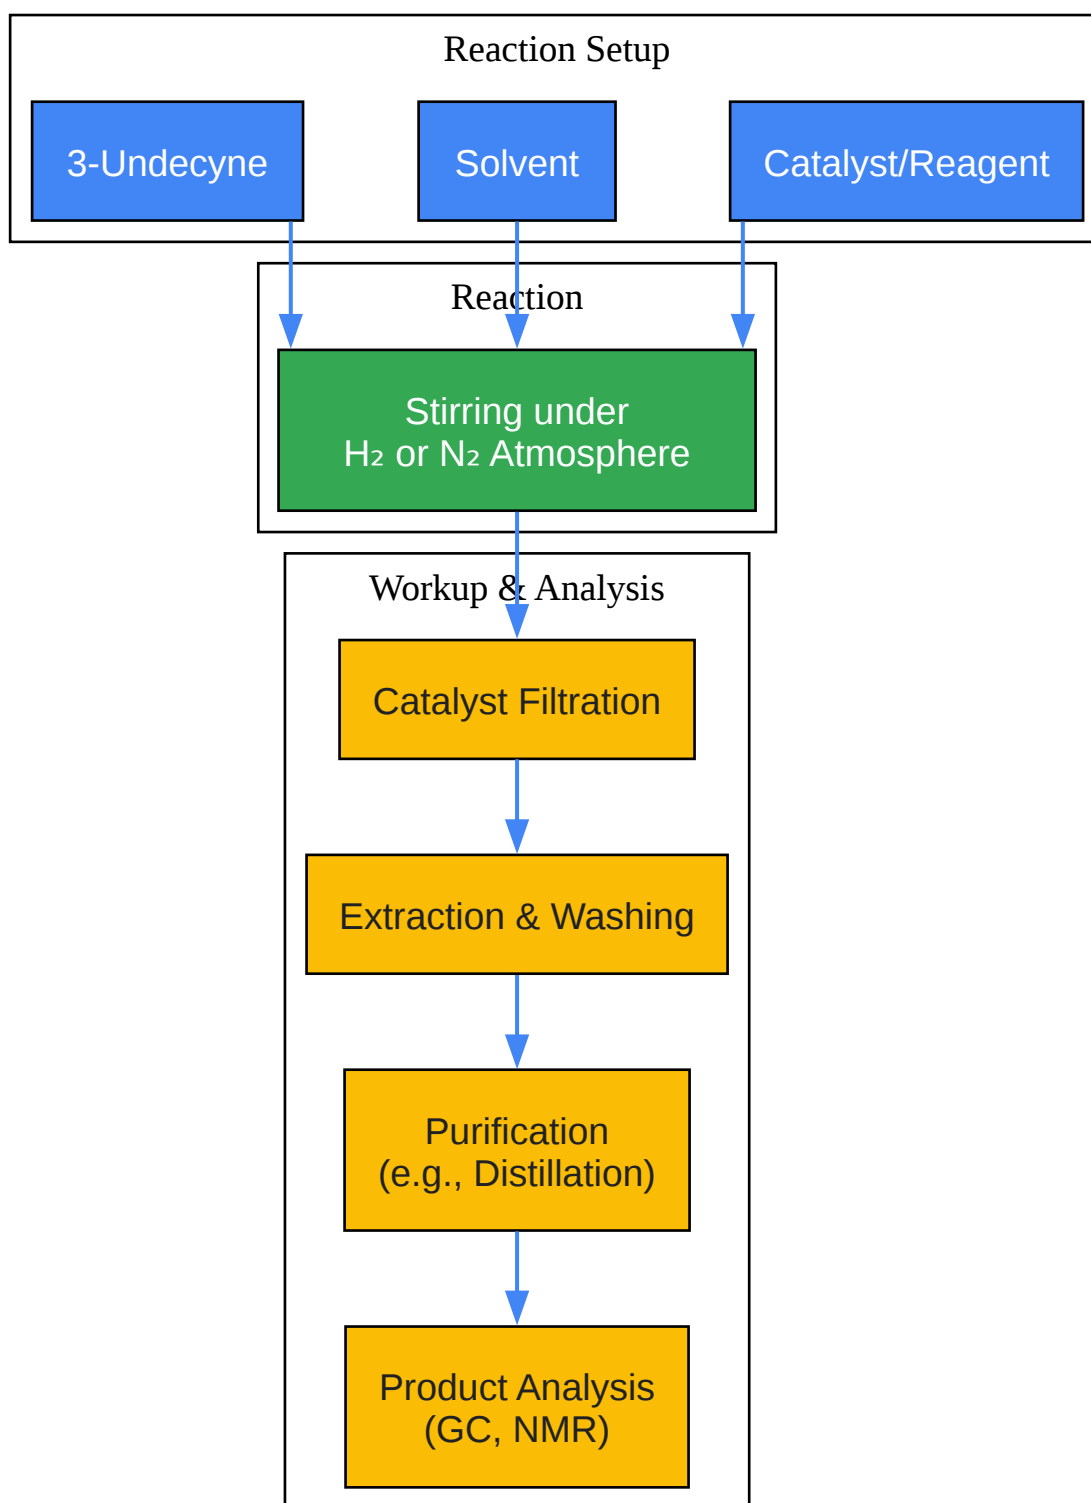 Reaction Setup
3-Undecyne
Solvent
Catalyst/Reagent
Reaction
Stirring under
H₂ or N₂ Atmosphere
Workup & Analysis
Catalyst Filtration
Extraction & Washing
Purification
(e.g., Distillation)
Product Analysis
(GC, NMR)